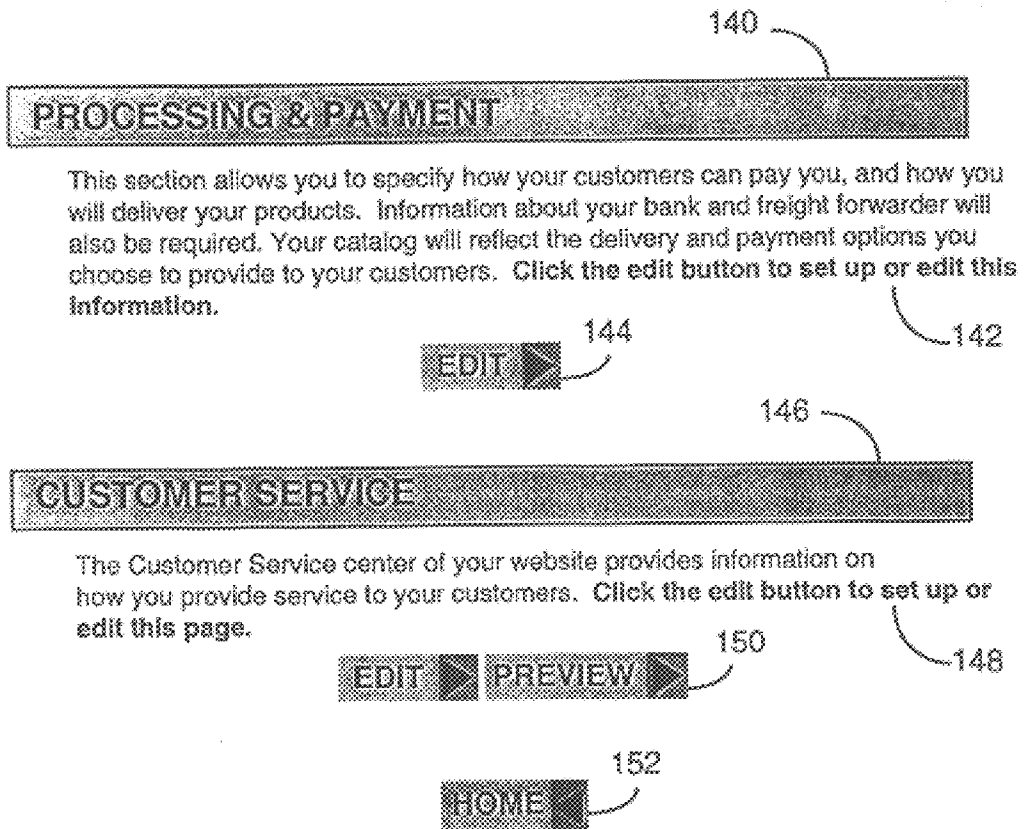 140
PROCESSING & PAYMENT
This section allows you to specify how your customers can pay you, and how you
will deliver your products. Information about your bank and freight forwarder will
also be required. Your catalog will reflect the delivery and payment options you
choose to provide to your customers. Click the edit button to set up or edit this
Information.
142
144
EDIT
146
CUSTOMER SERVICE
The Customer Service center of your website provides information on
how you provide service to your customers. Click the edit button to set up or
edit this page.
148
150
EDIT PREVIEW
152
HOME